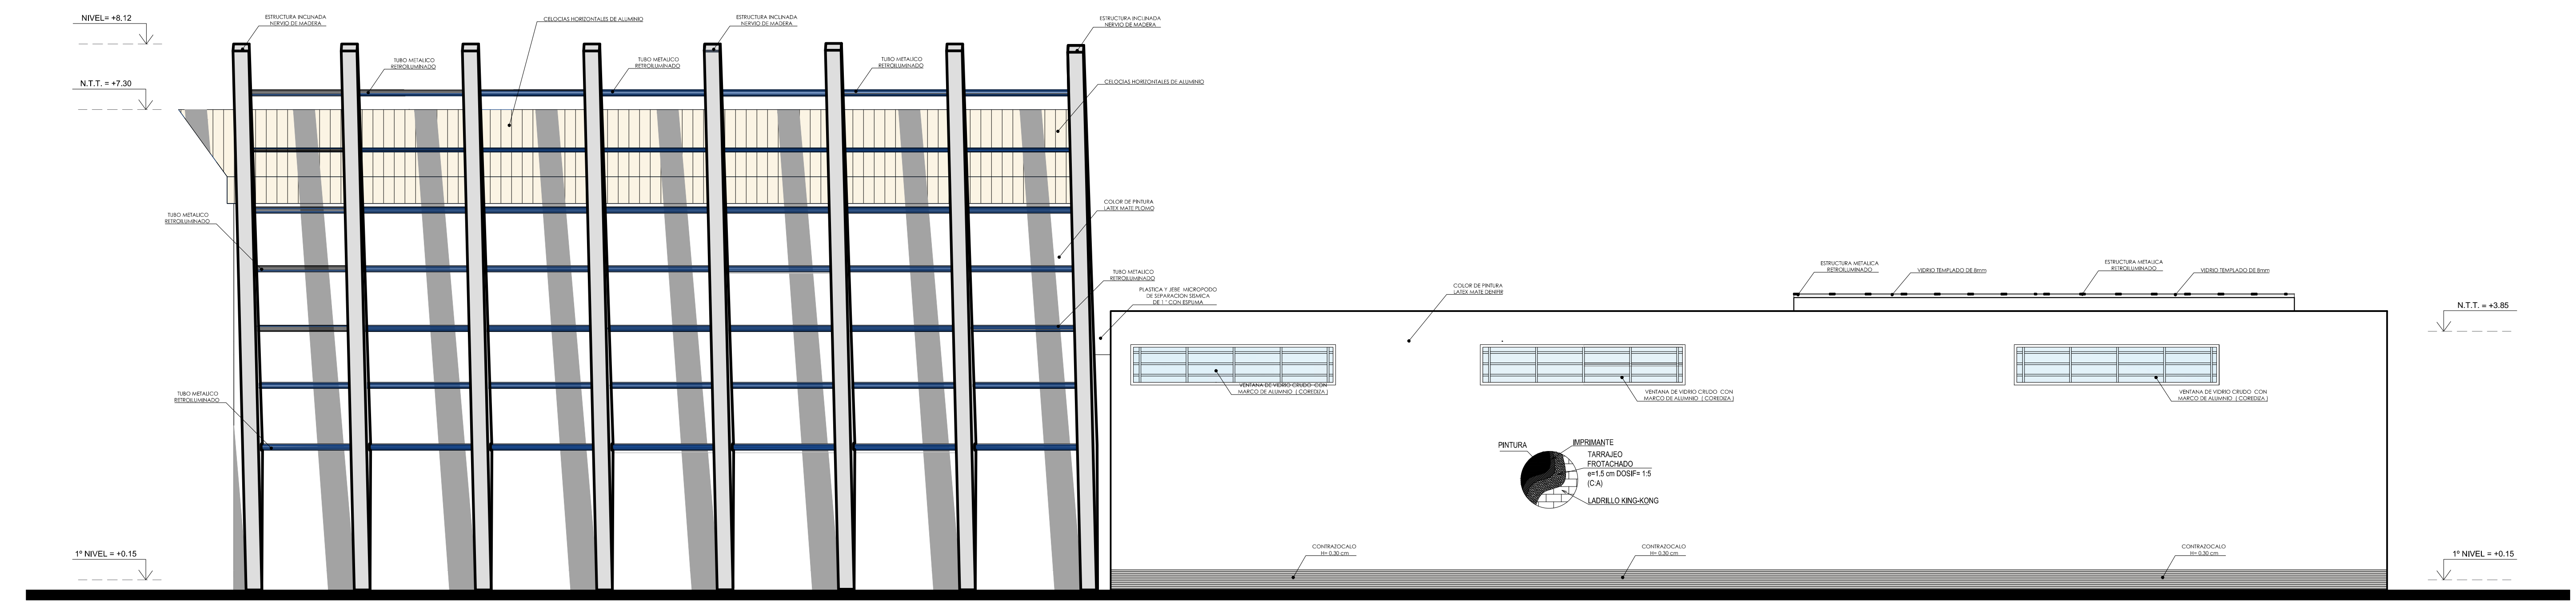 NIVEL= +8.12
ESTRUCTURA INCLINADA
NERVIO DE MADERA
CELOCIAS HORIZONTALES DE ALUMINIO
ESTRUCTURA INCLINADA
NERVIO DE MADERA
ESTRUCTURA INCLINADA
NERVIO DE MADERA
TUBO METALICO
RETROILUMINADO
TUBO METALICO
RETROILUMINADO
TUBO METALICO
RETROILUMINADO
N.T.T. = +7.30
CELOCIAS HORIZONTALES DE ALUMINIO
COLOR DE PINTURA
LATEX MATE PLOMO
TUBO METALICO
RETROILUMINADO
TUBO METALICO
RETROILUMINADO
PLASTICA Y JEBE MICROPODO
DE SEPARACION SISMICA
DE 1 " CON ESPUMA
COLOR DE PINTURA
LATEX MATE DENIFRR
ESTRUCTURA METALICA
RETROILUMINADO
VIDRIO TEMPLADO DE 8mm
ESTRUCTURA METALICA
RETROILUMINADO
VIDRIO TEMPLADO DE 8mm
N.T.T. = +3.85
TUBO METALICO
RETROILUMINADO
VENTANA DE VIDRIO CRUDO CON
MARCO DE ALUMNIO ( COREDIZA )
VENTANA DE VIDRIO CRUDO CON
MARCO DE ALUMNIO ( COREDIZA )
VENTANA DE VIDRIO CRUDO CON
MARCO DE ALUMNIO ( COREDIZA )
PINTURA
IMPRIMANTE
TARRAJEO
FROTACHADO
e=1.5 cm DOSIF= 1:5
(C:A)
LADRILLO KING-KONG
1º NIVEL = +0.15
CONTRAZOCALO
H= 0.30 cm
CONTRAZOCALO
H= 0.30 cm
CONTRAZOCALO
H= 0.30 cm
1º NIVEL = +0.15